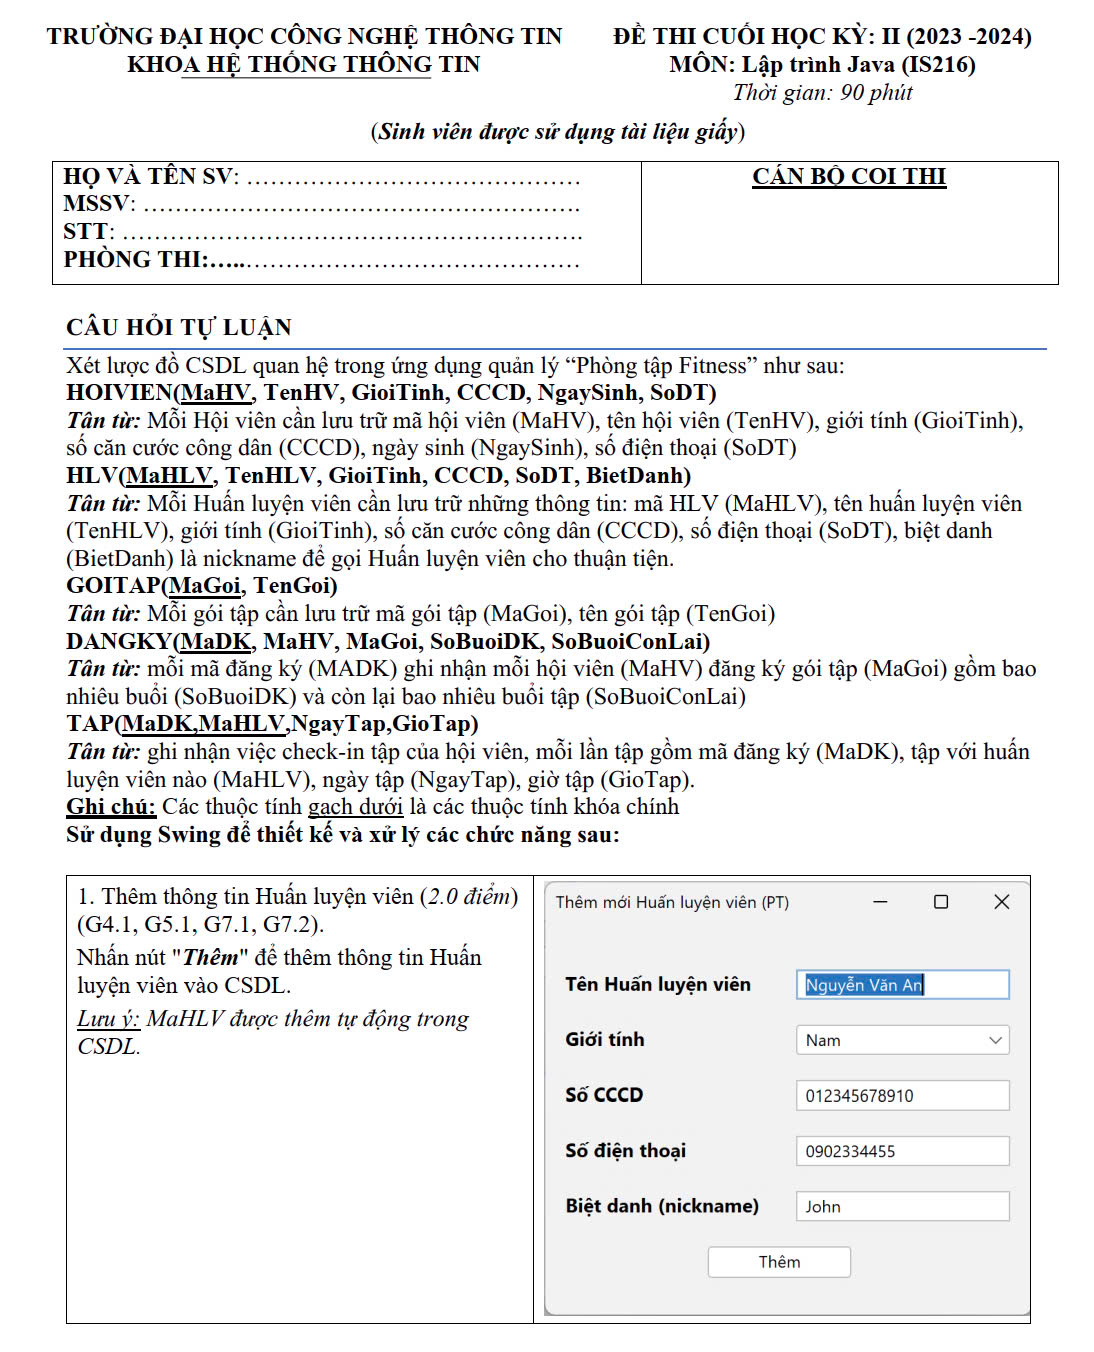 TRƯỜNG ĐẠI HỌC CÔNG NGHỆ THÔNG TIN
KHOA HỆ THỐNG THÔNG TIN
ĐỀ THI CUỐI HỌC KỲ: II (2023 -2024)
MÔN: Lập trình Java (IS216)
Thời gian: 90 phút
(Sinh viên được sử dụng tài liệu giấy)
HỌ VÀ TÊN SV: ……………………………………
MSSV: ……………………………………………….
STT: ………………………………………………….
PHÒNG THI:…..……………………………………
CÁN BỘ COI THI
CÂU HỎI TỰ LUẬN
Xét lược đồ CSDL quan hệ trong ứng dụng quản lý “Phòng tập Fitness” như sau:
HOIVIEN(MaHV, TenHV, GioiTinh, CCCD, NgaySinh, SoDT)
Tân từ: Mỗi Hội viên cần lưu trữ mã hội viên (MaHV), tên hội viên (TenHV), giới tính (GioiTinh),
số căn cước công dân (CCCD), ngày sinh (NgaySinh), số điện thoại (SoDT)
HLV(MaHLV, TenHLV, GioiTinh, CCCD, SoDT, BietDanh)
Tân từ: Mỗi Huấn luyện viên cần lưu trữ những thông tin: mã HLV (MaHLV), tên huấn luyện viên
(TenHLV), giới tính (GioiTinh), số căn cước công dân (CCCD), số điện thoại (SoDT), biệt danh
(BietDanh) là nickname để gọi Huấn luyện viên cho thuận tiện.
GOITAP(MaGoi, TenGoi)
Tân từ: Mỗi gói tập cần lưu trữ mã gói tập (MaGoi), tên gói tập (TenGoi)
DANGKY(MaDK, MaHV, MaGoi, SoBuoiDK, SoBuoiConLai)
Tân từ: mỗi mã đăng ký (MADK) ghi nhận mỗi hội viên (MaHV) đăng ký gói tập (MaGoi) gồm bao
nhiêu buổi (SoBuoiDK) và còn lại bao nhiêu buổi tập (SoBuoiConLai)
TAP(MaDK,MaHLV,NgayTap,GioTap)
Tân từ: ghi nhận việc check-in tập của hội viên, mỗi lần tập gồm mã đăng ký (MaDK), tập với huấn
luyện viên nào (MaHLV), ngày tập (NgayTap), giờ tập (GioTap).
Ghi chú: Các thuộc tính gạch dưới là các thuộc tính khóa chính
Sử dụng Swing để thiết kế và xử lý các chức năng sau:
1. Thêm thông tin Huấn luyện viên (2.0 điểm)
(G4.1, G5.1, G7.1, G7.2).
Nhấn nút "Thêm" để thêm thông tin Huấn
luyện viên vào CSDL.
Lưu ý: MaHLV được thêm tự động trong
CSDL.
Thêm mới Huấn luyện viên (PT)
Tên Huấn luyện viên Nguyễn Văn An
Giới tính Nam
Số CCCD 012345678910
Số điện thoại 0902334455
Biệt danh (nickname) John
Thêm